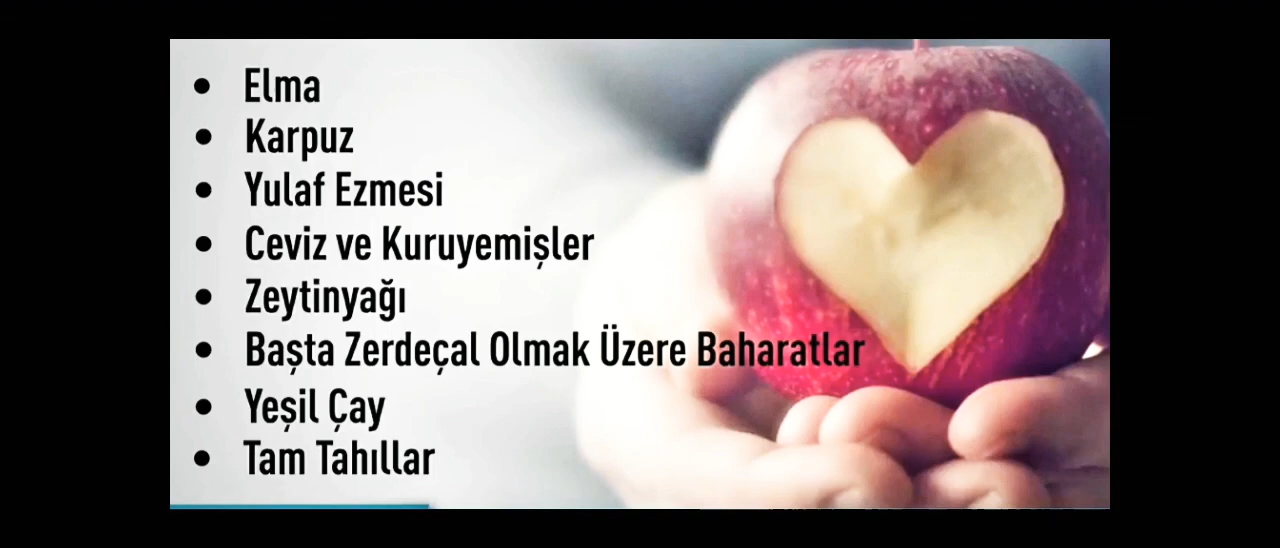 • Elma
• Karpuz
• Yulaf Ezmesi
• Ceviz ve Kuruyemişler
• Zeytinyağı
• Başta Zerdeçal Olmak Üzere Baharatlar
• Yeşil Çay
• Tam Tahıllar